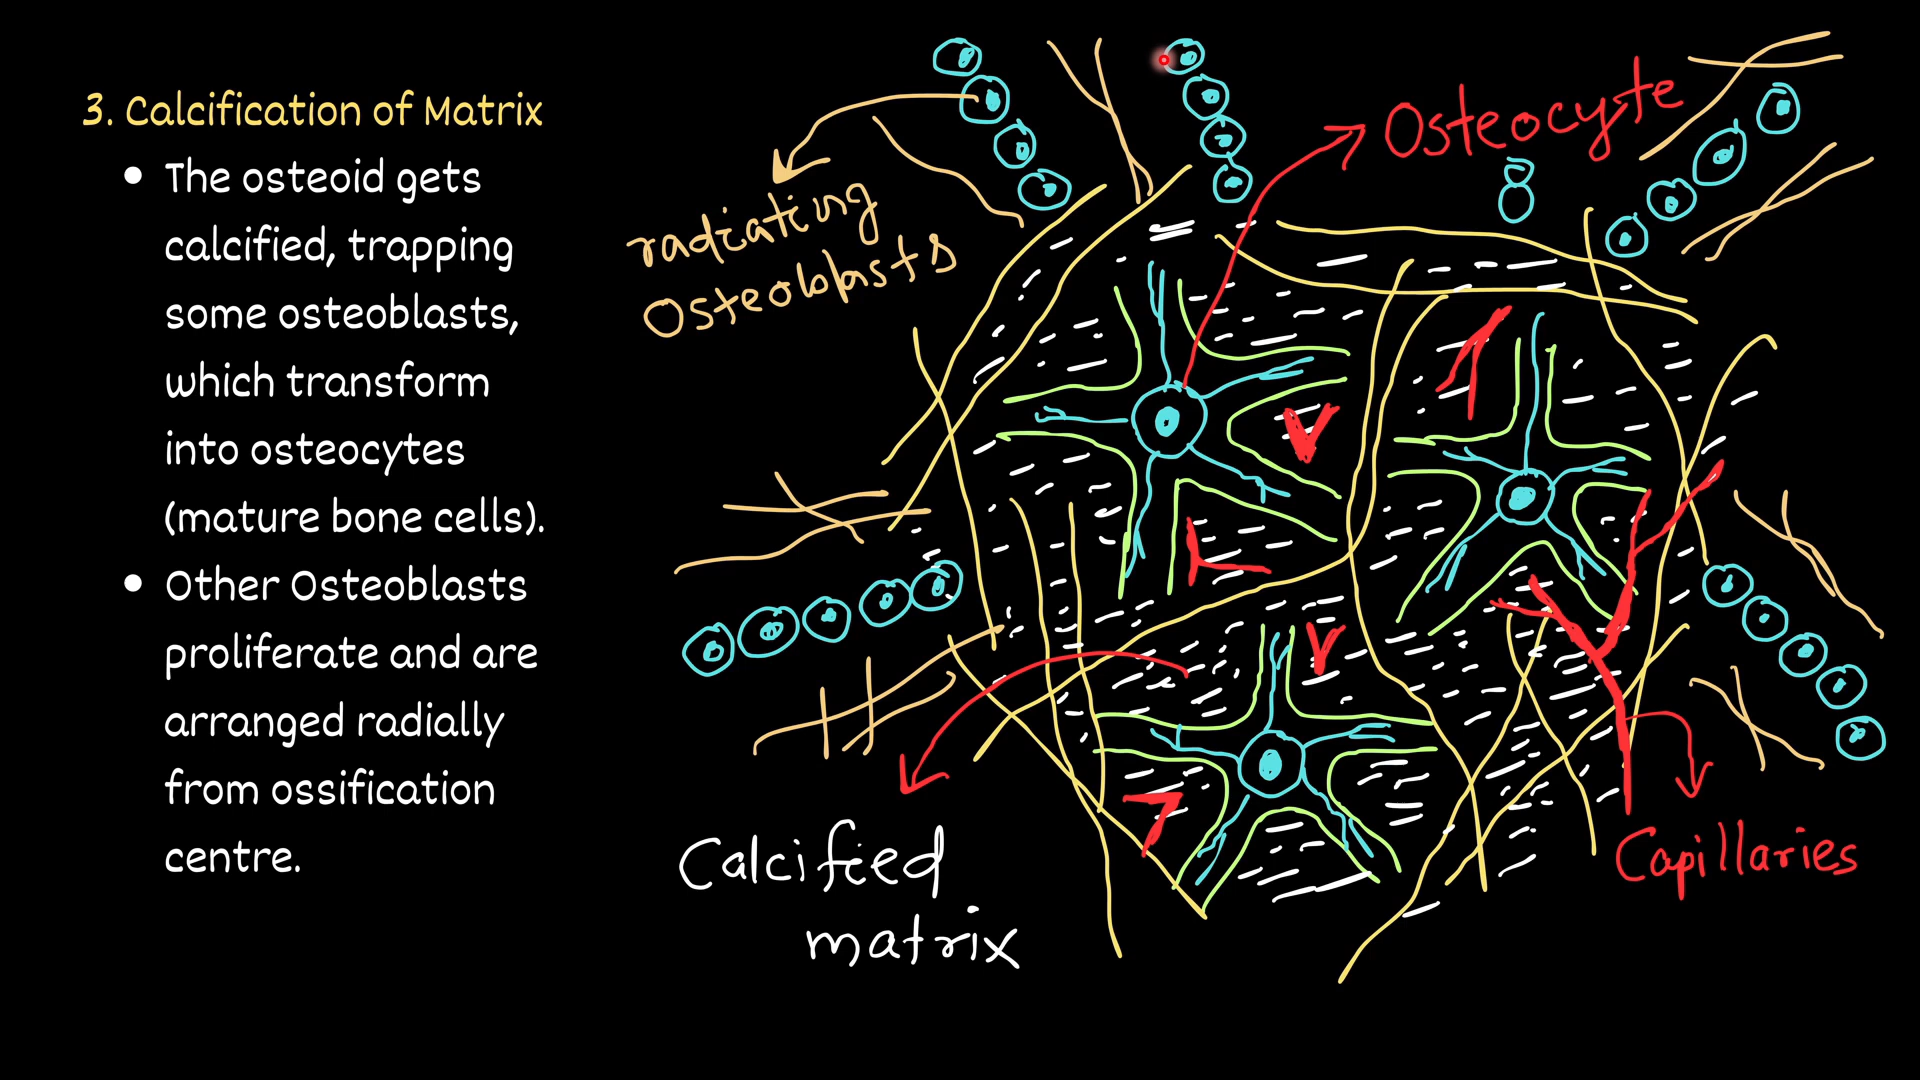 3. Calcification of Matrix
• The osteoid gets
calcified, trapping
some osteoblasts,
which transform
into osteocytes
(mature bone cells).
• Other Osteoblasts
proliferate and are
arranged radially
from ossification
centre.
radiating
Osteoblasts
Osteocyte
Calcified
matrix
Capillaries